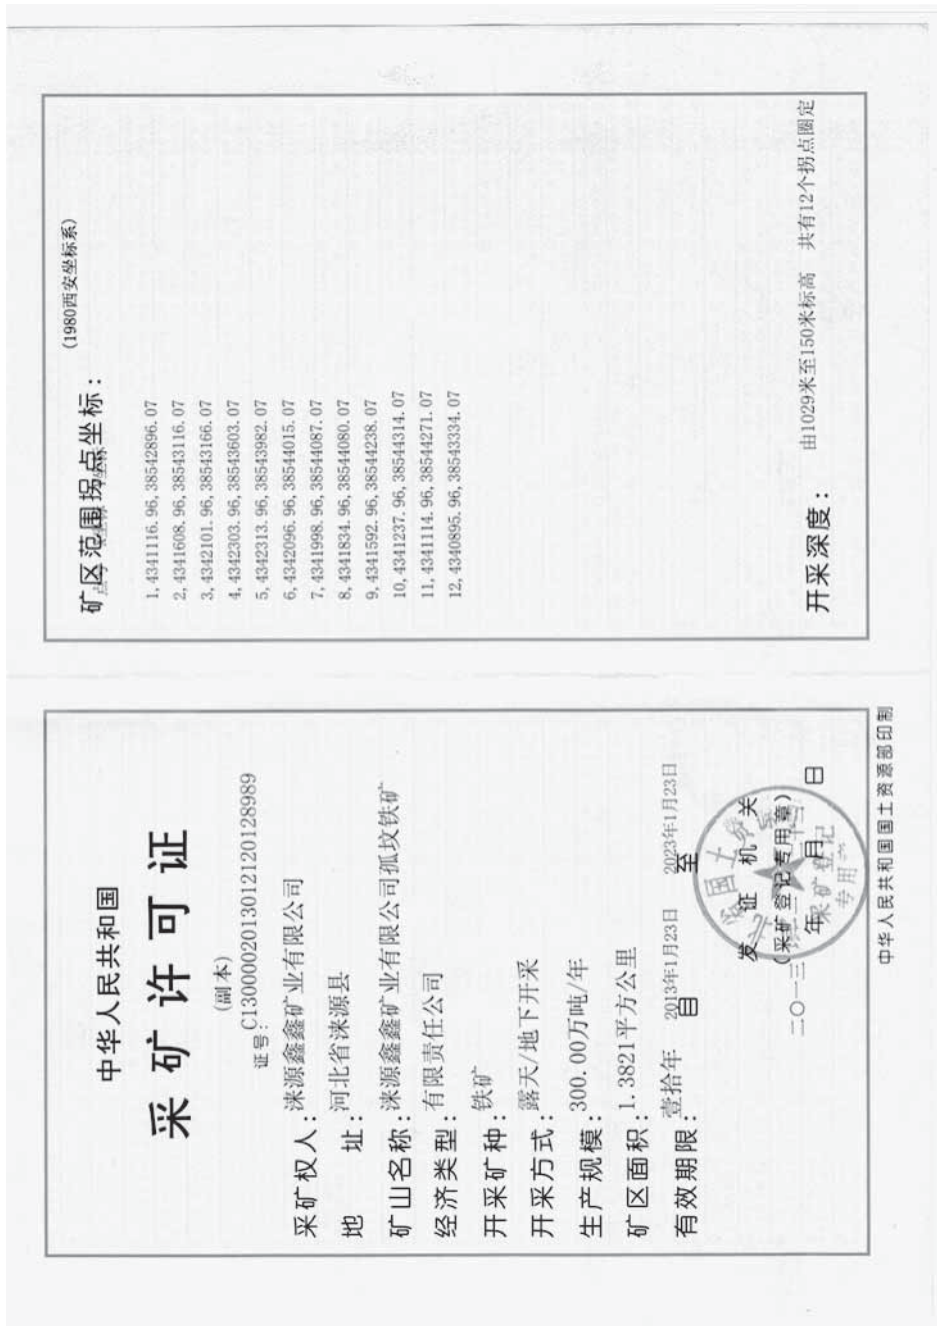 中华人民共和国
采矿许可证
(副本)
证号: C1300002013012120128989
采矿权人: 涞源鑫鑫矿业有限公司
地 址: 河北省涞源县
矿山名称: 涞源鑫鑫矿业有限公司孤坟铁矿
经济类型: 有限责任公司
开采矿种: 铁矿
开采方式: 露天/地下开采
生产规模: 300.00万吨/年
矿区面积: 1.3821平方公里
有效期限: 壹拾年 自 2013年1月23日 至 2023年1月23日
发 证 机 关
(采矿登记专用章)
二〇一三 年 月 日
采矿登记
专用章
中华人民共和国国土资源部印制
矿区范围拐点坐标: (1980西安坐标系)
1, 4341116.96, 38542896.07
2, 4341608.96, 38543116.07
3, 4342101.96, 38543166.07
4, 4342303.96, 38543603.07
5, 4342313.96, 38543982.07
6, 4342096.96, 38544015.07
7, 4341998.96, 38544087.07
8, 4341834.96, 38544080.07
9, 4341592.96, 38544238.07
10, 4341237.96, 38544314.07
11, 4341114.96, 38544271.07
12, 4340895.96, 38543334.07
开采深度: 由1029米至150米标高 共有12个拐点圈定